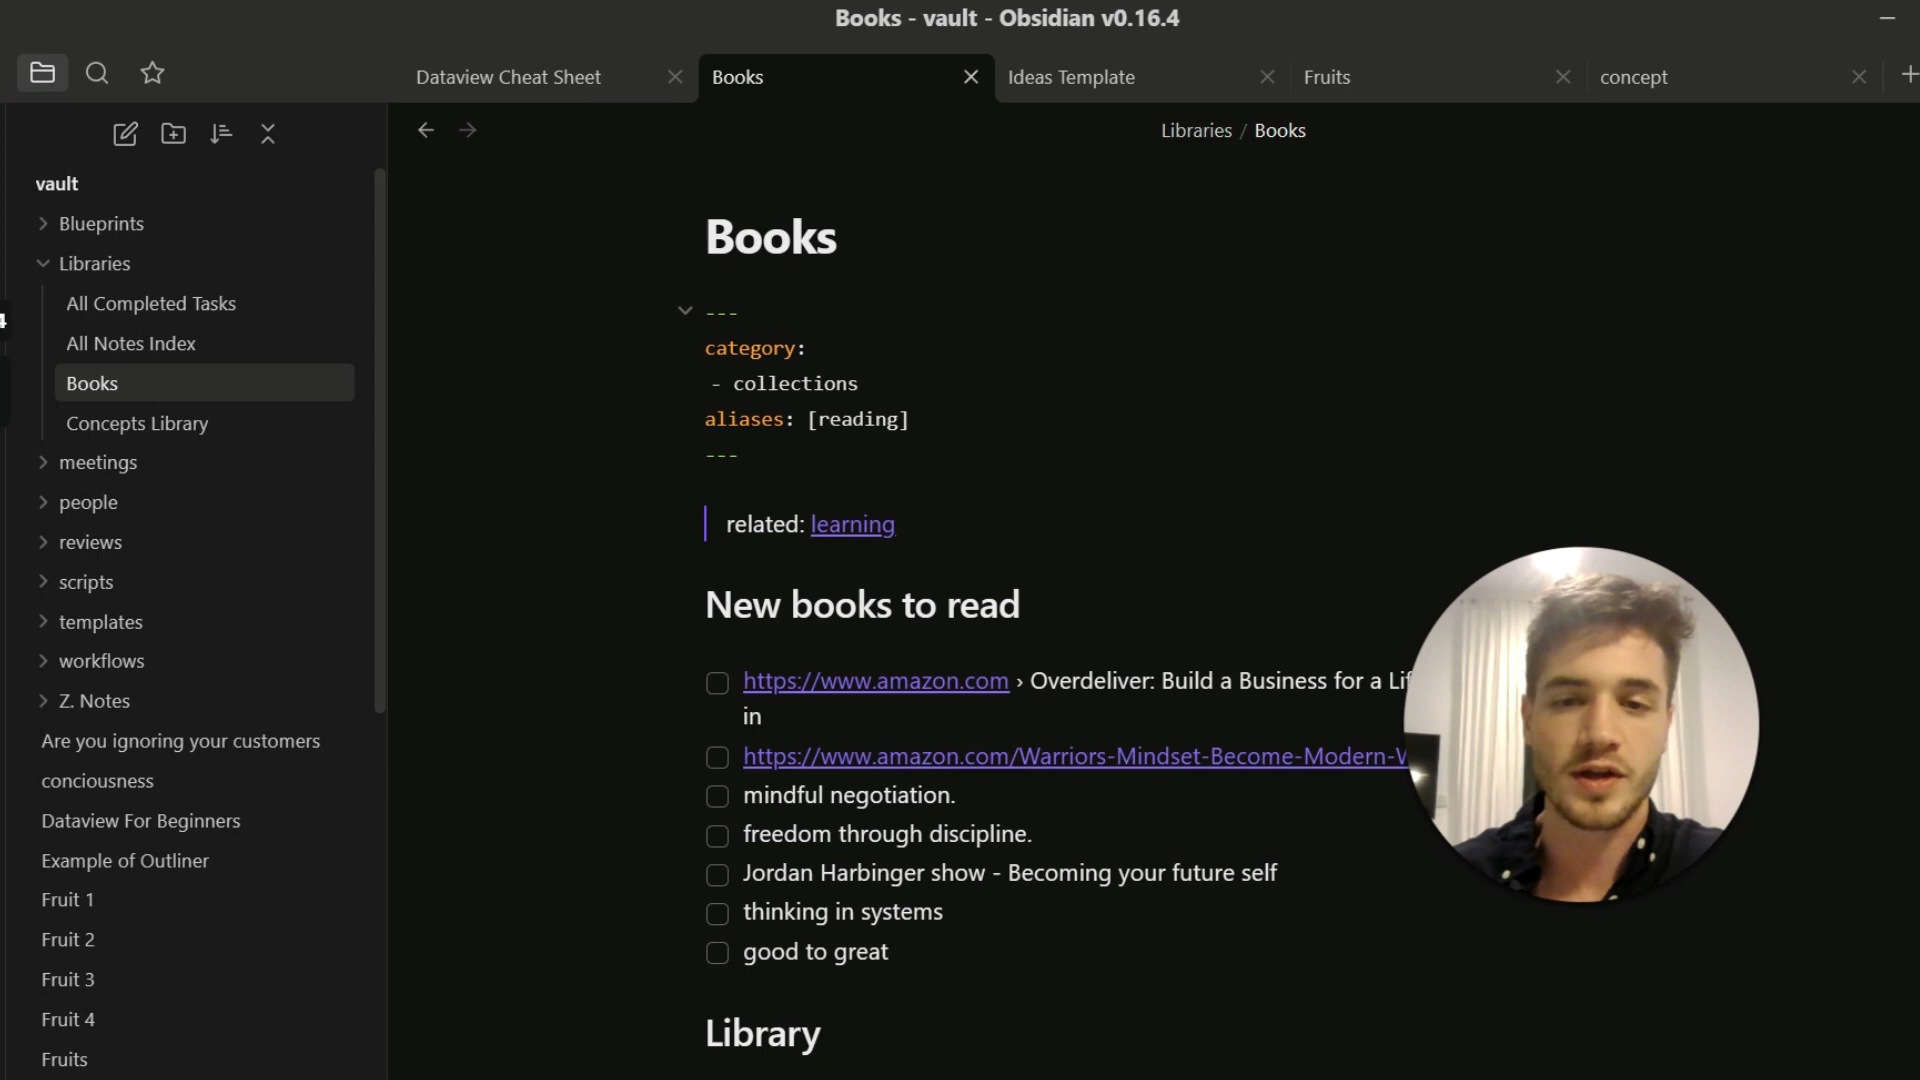 Books - vault - Obsidian v0.16.4
Dataview Cheat Sheet
Books
Ideas Template
Fruits
concept
Libraries / Books
vault
Blueprints
Libraries
All Completed Tasks
All Notes Index
Books
Concepts Library
meetings
people
reviews
scripts
templates
workflows
Z. Notes
Are you ignoring your customers
conciousness
Dataview For Beginners
Example of Outliner
Fruit 1
Fruit 2
Fruit 3
Fruit 4
Fruits
Books
---
category:
- collections
aliases: [reading]
---
related: learning
New books to read
https://www.amazon.com › Overdeliver: Build a Business for a
in
https://www.amazon.com/Warriors-Mindset-Become-Modern-
mindful negotiation.
freedom through discipline.
Jordan Harbinger show - Becoming your future self
thinking in systems
good to great
Library